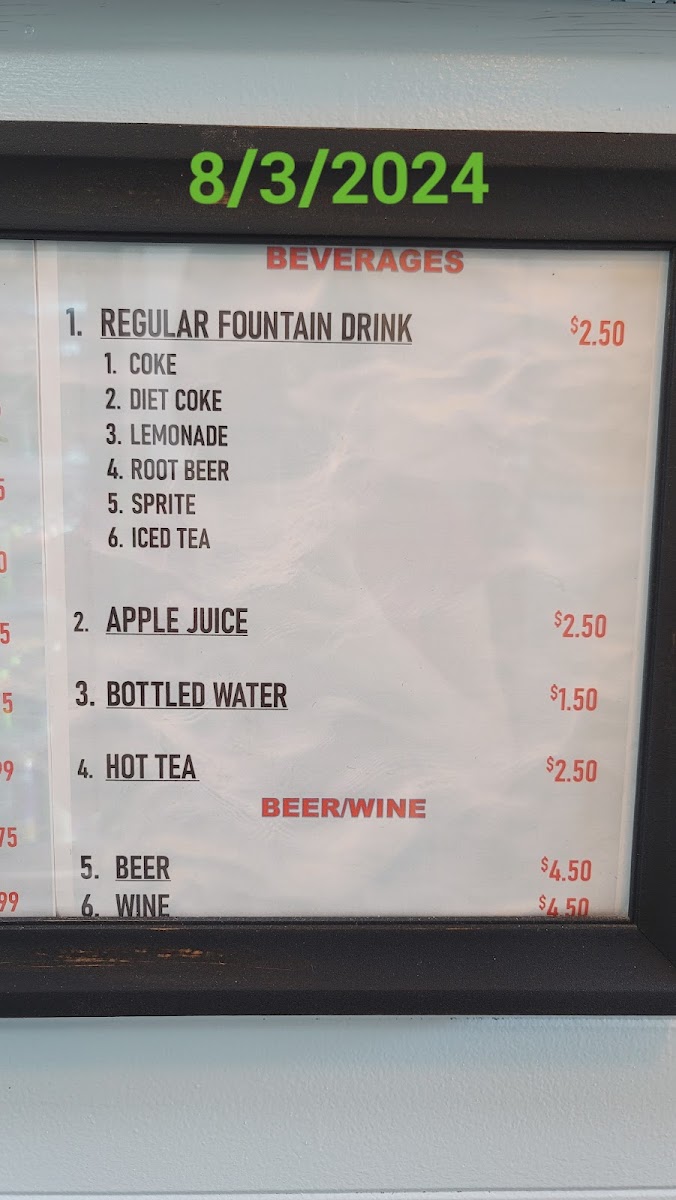 8/3/2024
BEVERAGES
1. REGULAR FOUNTAIN DRINK $2.50
1. COKE
2. DIET COKE
3. LEMONADE
4. ROOT BEER
5. SPRITE
6. ICED TEA
2. APPLE JUICE $2.50
3. BOTTLED WATER $1.50
4. HOT TEA $2.50
BEER/WINE
5. BEER $4.50
6. WINE $4.50